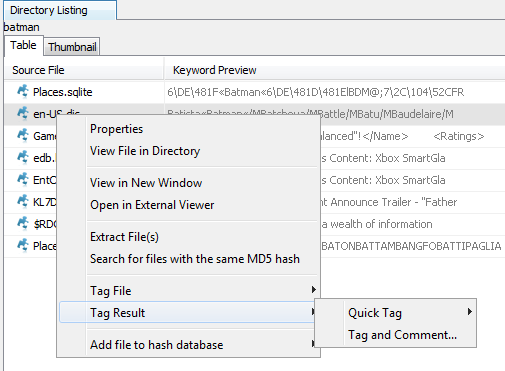 Directory Listing
batman
Table Thumbnail
Source File Keyword Preview
Places.sqlite 6\DE\481F«Batman«6\DE\481D\481ElBDM@;7\2C\104\52CFR
en-US.dic Batista«Batman«/MBatchoua/MBattle/MBatu/MBaudelaire/M
Game alanced"!</Name> <Ratings>
edb. s Content: Xbox SmartGla
EntC s Content: Xbox SmartGla
KL7D nt Announce Trailer - "Father
$RDC a wealth of information
Place BATONBATTAMBANGFOBATTIPAGLIA
Properties
View File in Directory
View in New Window
Open in External Viewer
Extract File(s)
Search for files with the same MD5 hash
Tag File
Tag Result
Add file to hash database
Quick Tag
Tag and Comment...